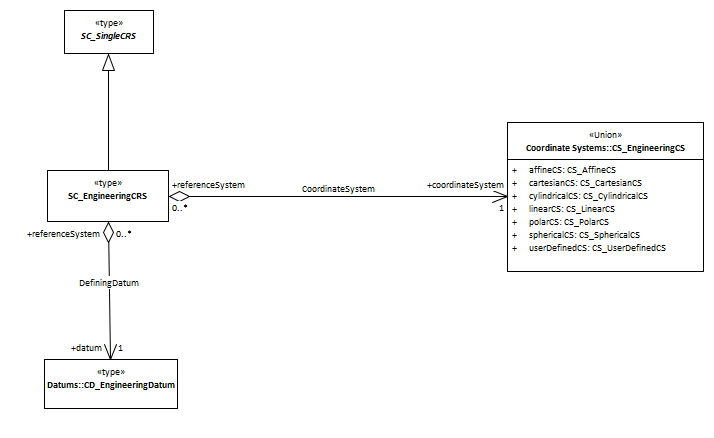 «type»
SC_SingleCRS
«Union»
Coordinate Systems::CS_EngineeringCS
+ affineCS: CS_AffineCS
+ cartesianCS: CS_CartesianCS
+ cylindricalCS: CS_CylindricalCS
+ linearCS: CS_LinearCS
+ polarCS: CS_PolarCS
+ sphericalCS: CS_SphericalCS
+ userDefinedCS: CS_UserDefinedCS
«type»
SC_EngineeringCRS
+referenceSystem
0..*
CoordinateSystem
+coordinateSystem
1
+referenceSystem
0..*
DefiningDatum
+datum
1
«type»
Datums::CD_EngineeringDatum